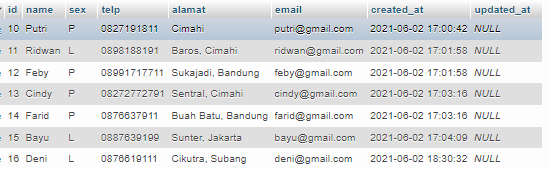 id name sex telp alamat email created_at updated_at
10 Putri P 0827191811 Cimahi putri@gmail.com 2021-06-02 17:00:42 NULL
11 Ridwan L 0898188191 Baros, Cimahi ridwan@gmail.com 2021-06-02 17:01:58 NULL
12 Feby P 08991717711 Sukajadi, Bandung feby@gmail.com 2021-06-02 17:01:58 NULL
13 Cindy P 08272772791 Sentral, Cimahi cindy@gmail.com 2021-06-02 17:03:16 NULL
14 Farid P 0876637911 Buah Batu, Bandung farid@gmail.com 2021-06-02 17:03:16 NULL
15 Bayu L 0887639199 Sunter, Jakarta bayu@gmail.com 2021-06-02 17:04:09 NULL
16 Deni L 0876619111 Cikutra, Subang deni@gmail.com 2021-06-02 18:30:32 NULL